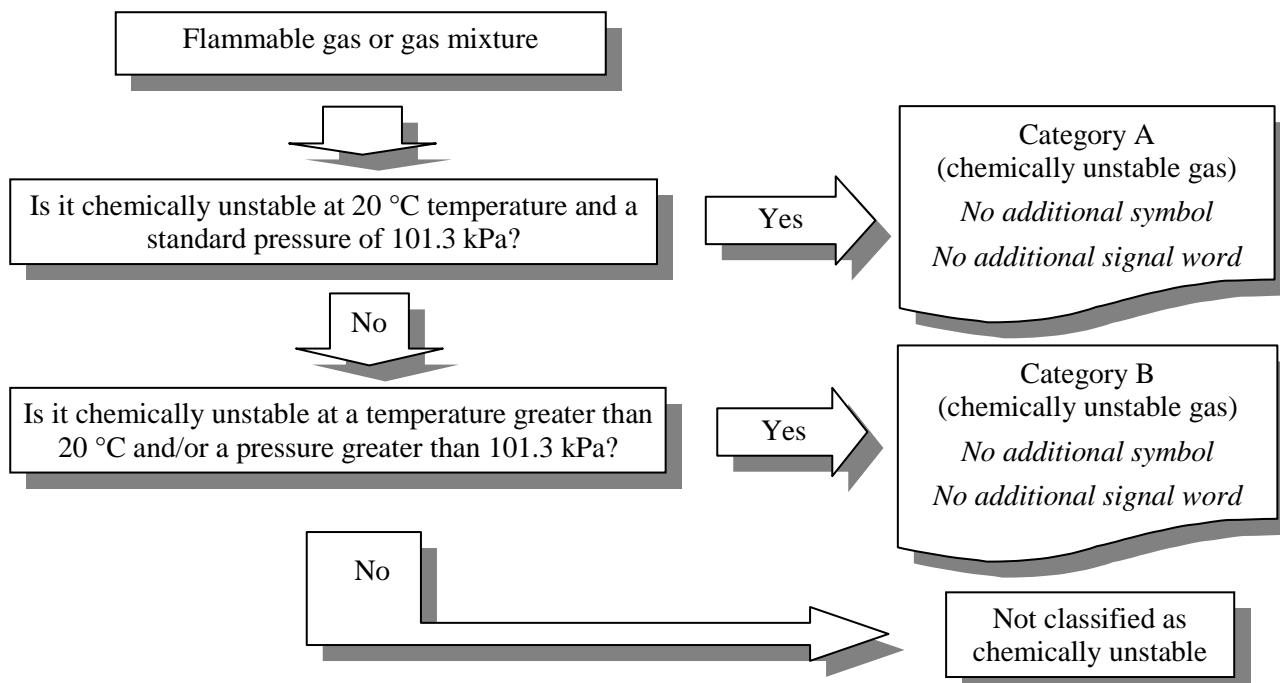 Flammable gas or gas mixture
Is it chemically unstable at 20 °C temperature and a
standard pressure of 101.3 kPa?
Yes
Category A
(chemically unstable gas)
No additional symbol
No additional signal word
No
Is it chemically unstable at a temperature greater than
20 °C and/or a pressure greater than 101.3 kPa?
Yes
Category B
(chemically unstable gas)
No additional symbol
No additional signal word
No
Not classified as
chemically unstable